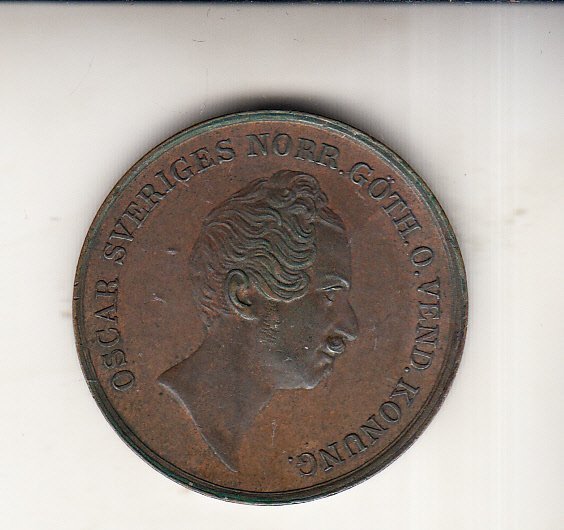 OSCAR SVERIGES NORR. GÖTH. O. VEND. KONUNG.